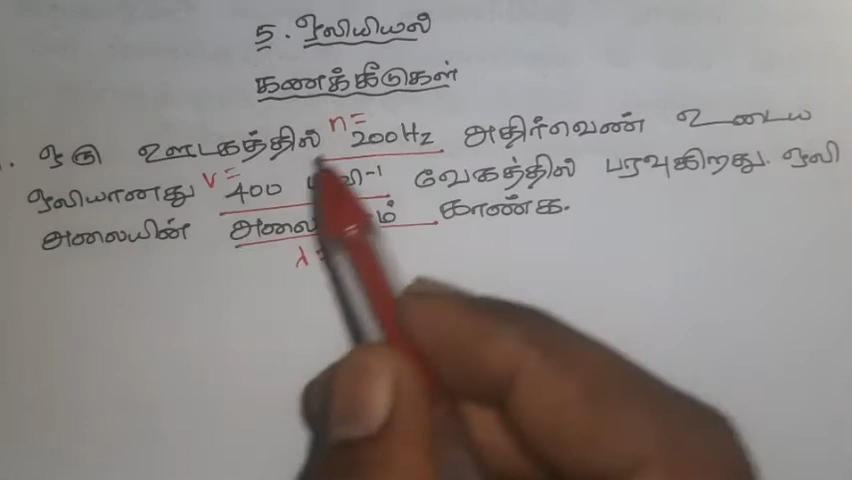 5. ஒலியியல்
கணக்கீடுகள்
ஒரு ஊடகத்தில் n= 200Hz அதிர்வெண் உடைய
ஒலியானது v= 400 வேகத்தில் பரவுகிறது. ஒலி
அலையின் காண்க.
λ